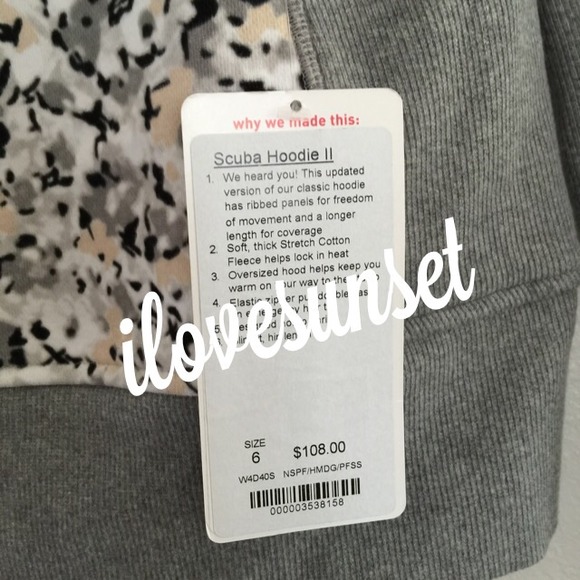 why we made this:
Scuba Hoodie II
1. We heard you! This updated
version of our classic hoodie
has ribbed panels for freedom
of movement and a longer
length for coverage
2. Soft, thick Stretch Cotton
Fleece helps lock in heat
3. Oversized hood helps keep you
warm on your way to the
4. Elastic
5.
ilovesunset
SIZE
6
$108.00
W4D40S NSPF/HMDG/PFSS
000003538158